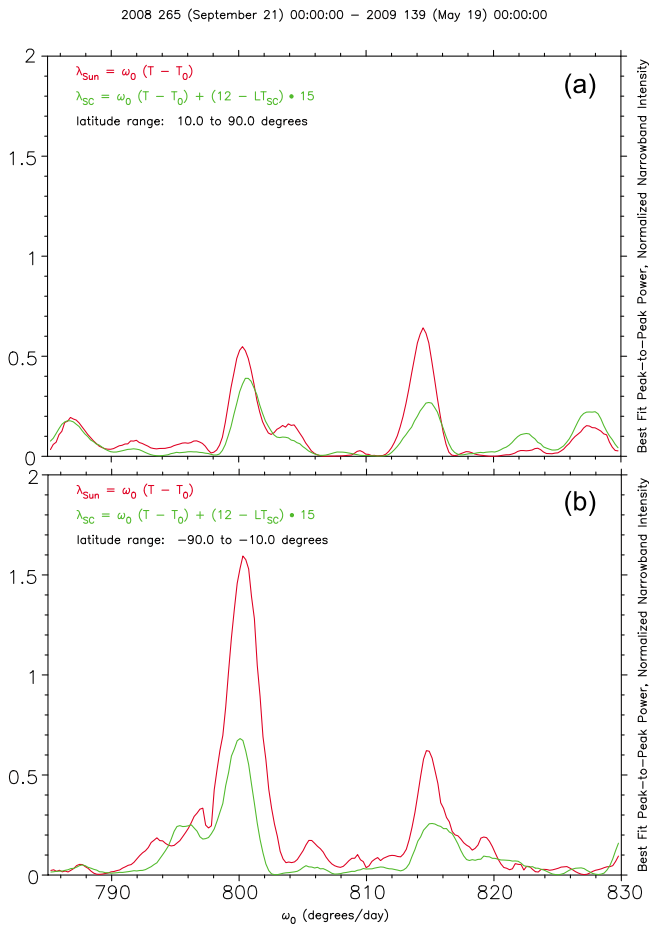 2008 265 (September 21) 00:00:00 – 2009 139 (May 19) 00:00:00
2
λSun = ω0 (T – T0)
(a)
λSC = ω0 (T – T0) + (12 – LTSC) • 15
latitude range: 10.0 to 90.0 degrees
1.5
1
0.5
0
Best Fit Peak–to–Peak Power, Normalized Narrowband Intensity
2
λSun = ω0 (T – T0)
(b)
λSC = ω0 (T – T0) + (12 – LTSC) • 15
latitude range: –90.0 to –10.0 degrees
1.5
1
0.5
0
Best Fit Peak–to–Peak Power, Normalized Narrowband Intensity
790 800 810 820 830
ω0 (degrees/day)